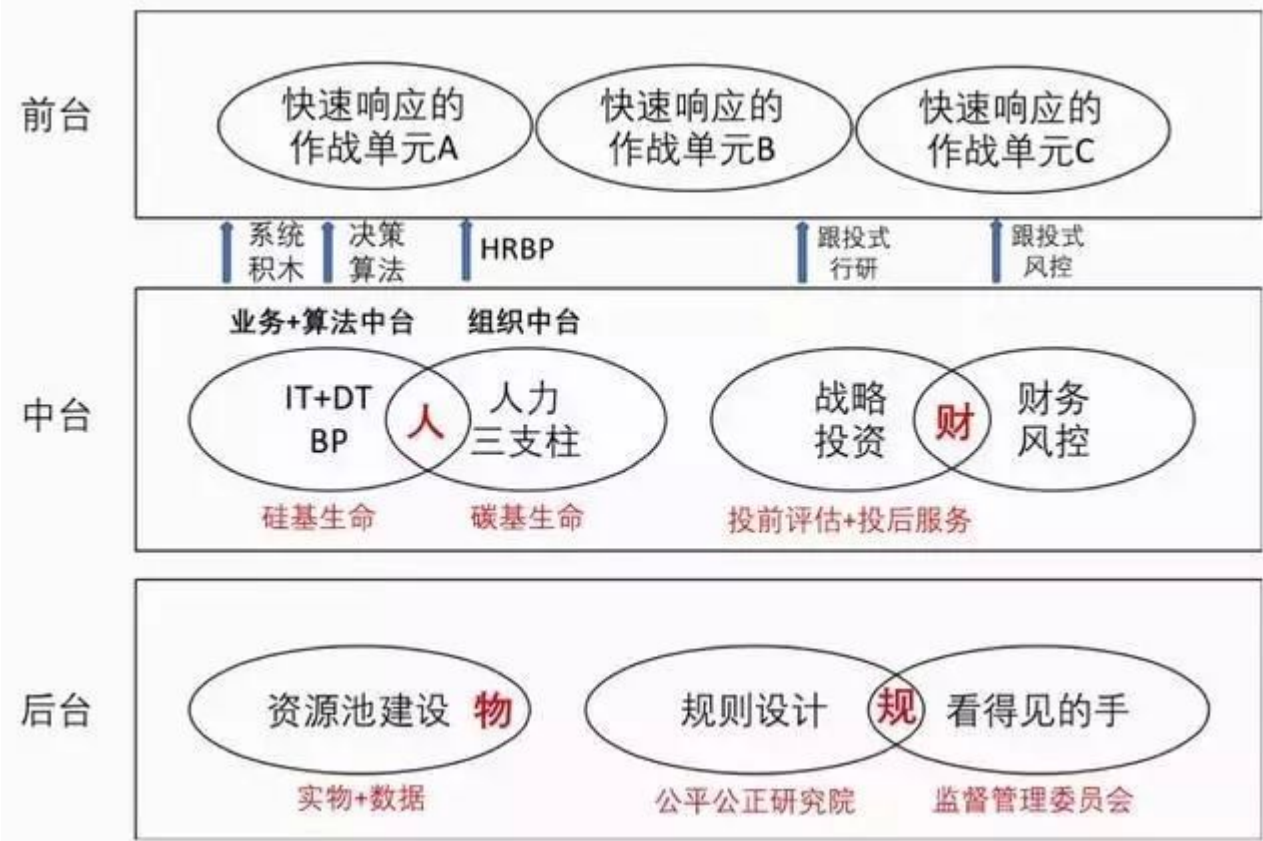 前台
快速响应的
作战单元A
快速响应的
作战单元B
快速响应的
作战单元C
系统
积木
决策
算法
HRBP
跟投式
行研
跟投式
风控
中台
业务+算法中台
组织中台
IT+DT
BP
人
人力
三支柱
战略
投资
财
财务
风控
硅基生命
碳基生命
投前评估+投后服务
后台
资源池建设
物
规则设计
规
看得见的手
实物+数据
公平公正研究院
监督管理委员会